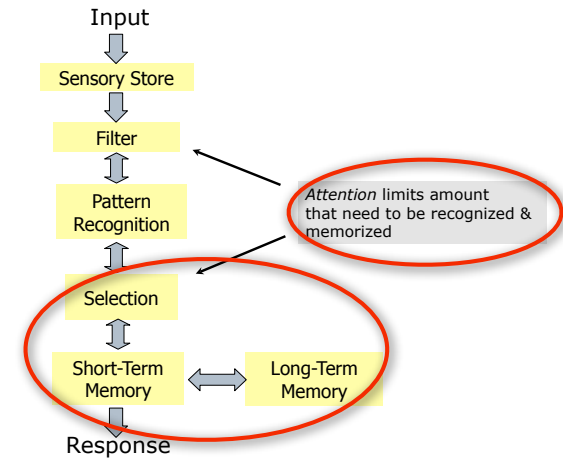 Input
Sensory Store
Filter
Pattern
Recognition
Attention limits amount
that need to be recognized &
memorized
Selection
Short-Term
Memory
Long-Term
Memory
Response